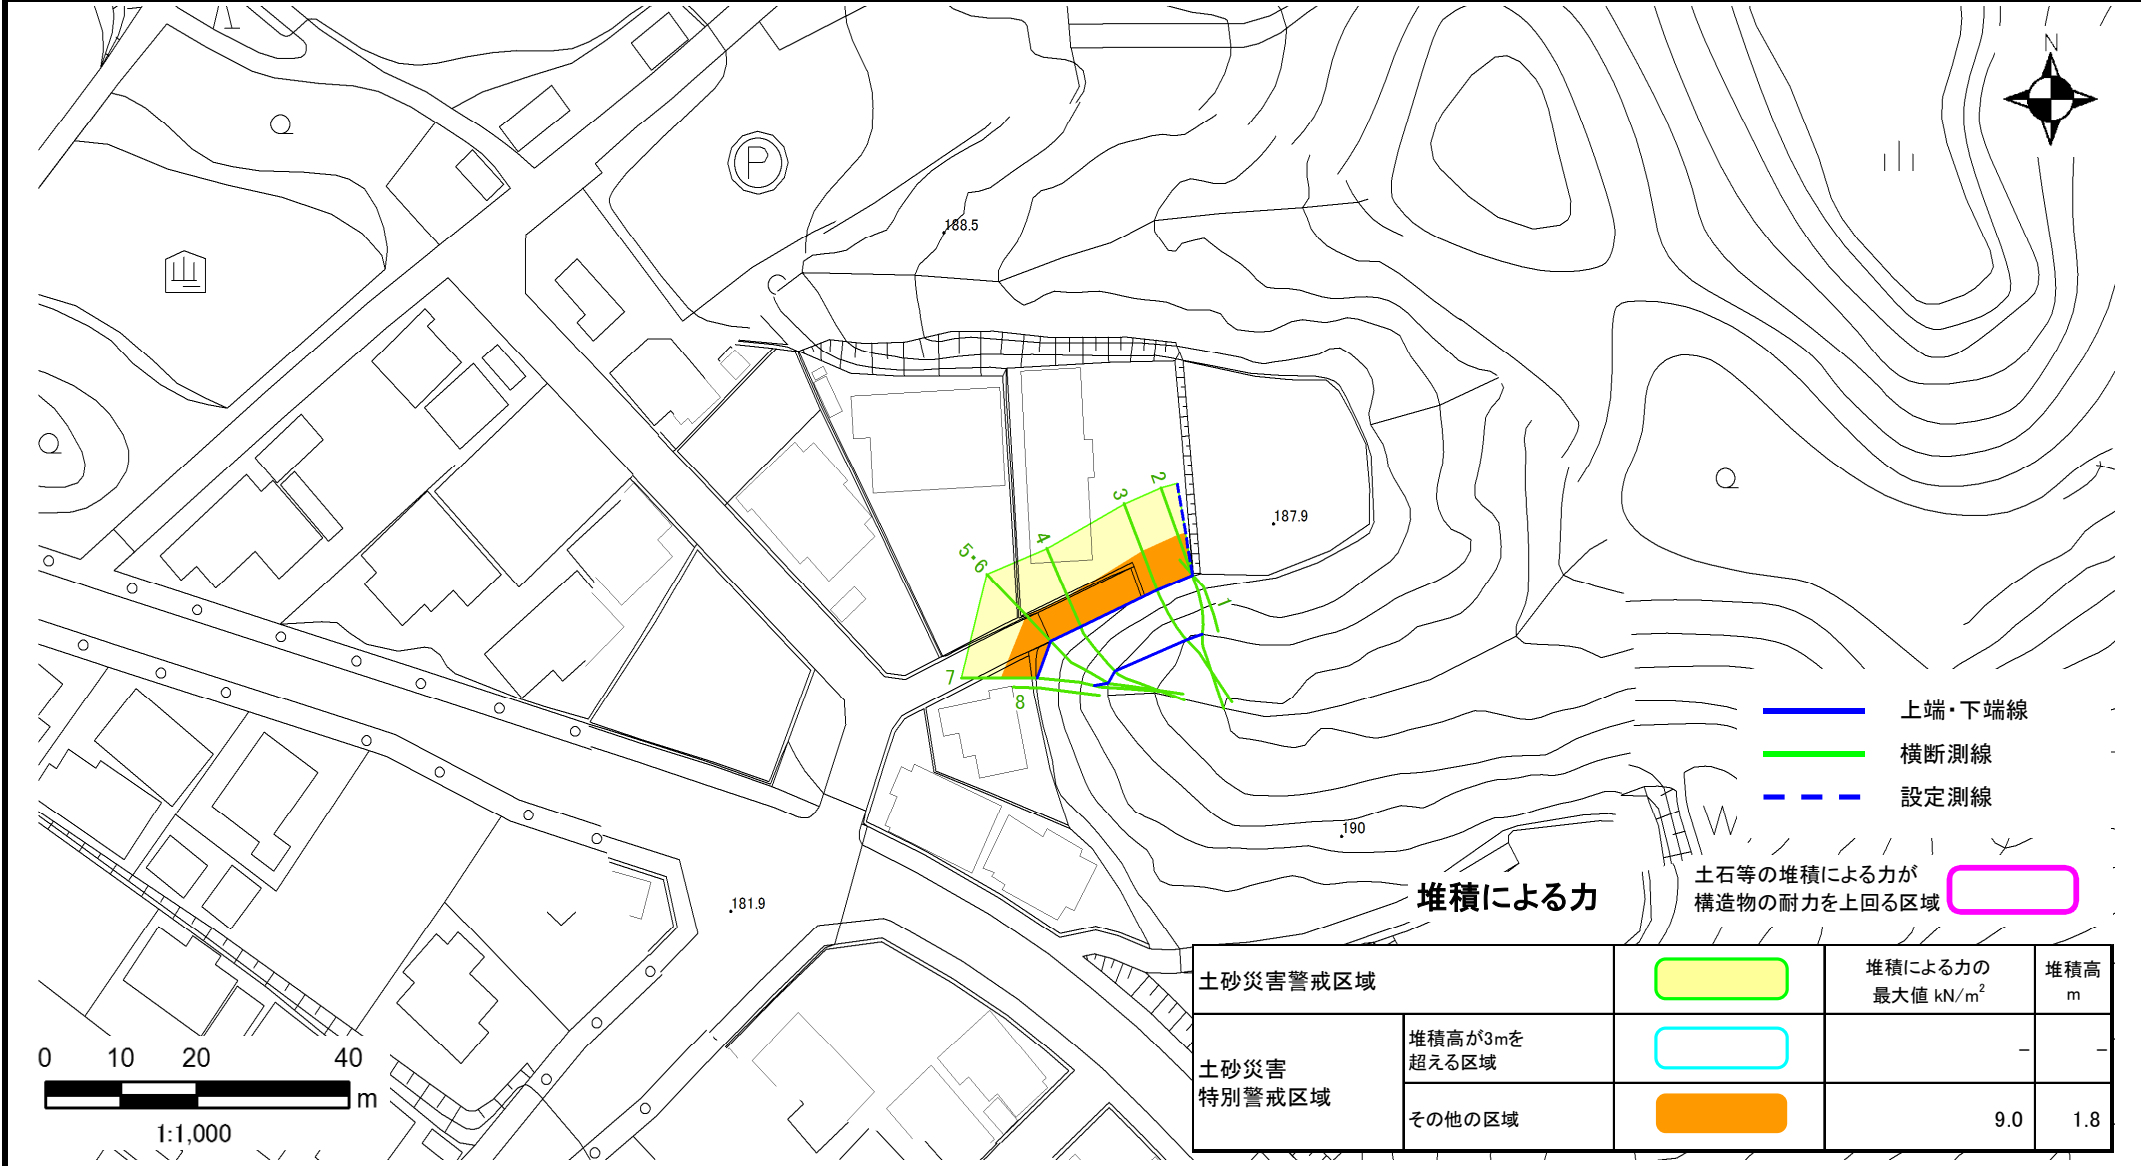 N
P
188.5
187.9
2
3
4
5・6
1
7
8
190
181.9
上端・下端線
横断測線
設定測線
堆積による力
土石等の堆積による力が
構造物の耐力を上回る区域
土砂災害警戒区域
堆積による力の
最大値 kN/m²
堆積高
m
土砂災害
特別警戒区域
堆積高が3mを
超える区域
–
–
その他の区域
9.0
1.8
0 10 20 40
m
1:1,000